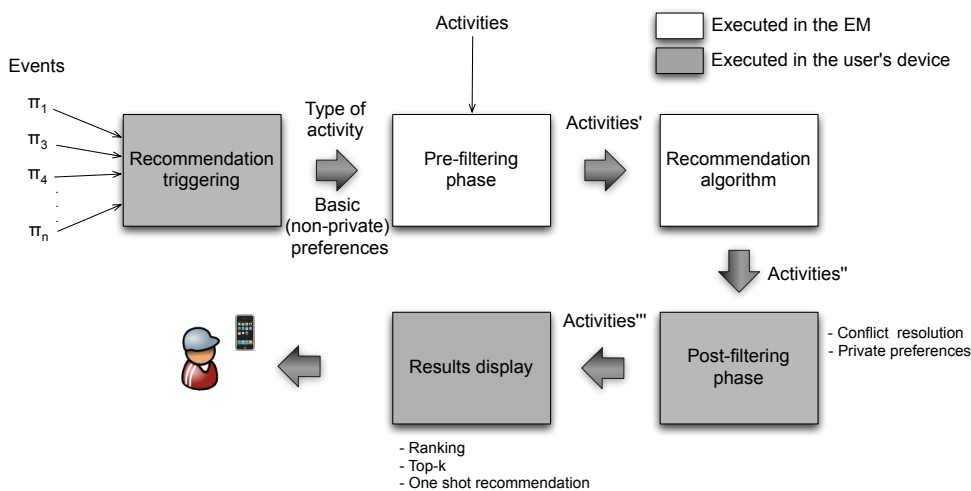 Activities
Executed in the EM
Executed in the user's device
Events
π1
π3
π4
.
.
.
πn
Recommendation
triggering
Type of
activity
Basic
(non-private)
preferences
Pre-filtering
phase
Activities'
Recommendation
algorithm
Activities''
Post-filtering
phase
- Conflict resolution
- Private preferences
Activities'''
Results display
- Ranking
- Top-k
- One shot recommendation